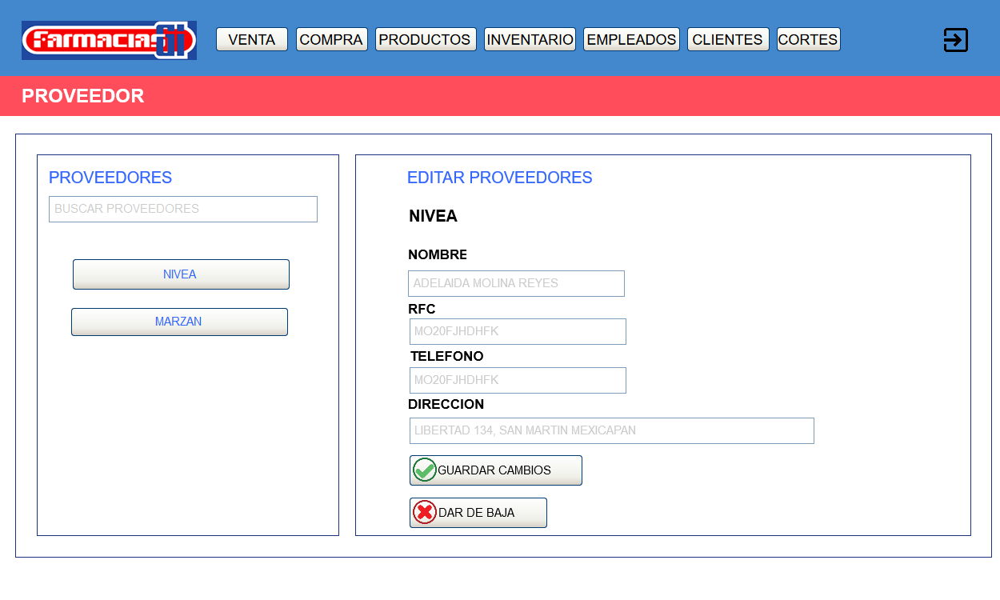 Farmacias SI
VENTA
COMPRA
PRODUCTOS
INVENTARIO
EMPLEADOS
CLIENTES
CORTES
PROVEEDOR
PROVEEDORES
BUSCAR PROVEEDORES
NIVEA
MARZAN
EDITAR PROVEEDORES
NIVEA
NOMBRE
ADELAIDA MOLINA REYES
RFC
MO20FJHDHFK
TELEFONO
MO20FJHDHFK
DIRECCION
LIBERTAD 134, SAN MARTIN MEXICAPAN
GUARDAR CAMBIOS
DAR DE BAJA